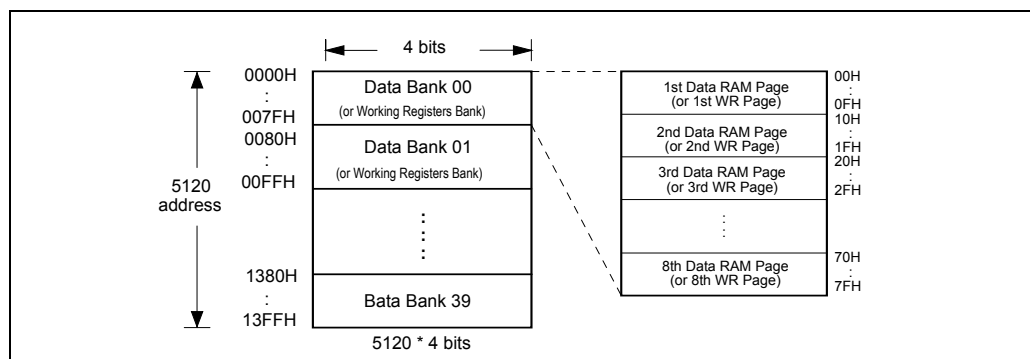 4 bits
0000H
:
007FH
0080H
:
00FFH
1380H
:
13FFH
5120
address
Data Bank 00
(or Working Registers Bank)
Data Bank 01
(or Working Registers Bank)
Bata Bank 39
5120 * 4 bits
1st Data RAM Page
(or 1st WR Page)
2nd Data RAM Page
(or 2nd WR Page)
3rd Data RAM Page
(or 3rd WR Page)
8th Data RAM Page
(or 8th WR Page)
00H
:
0FH
10H
:
1FH
20H
:
2FH
70H
:
7FH